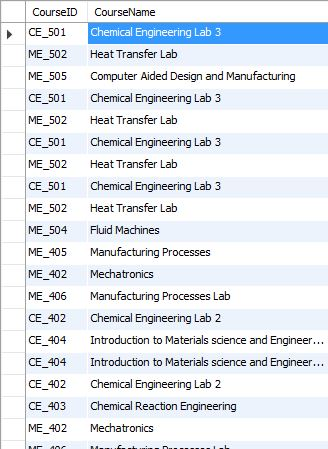 CourseID CourseName
CE_501 Chemical Engineering Lab 3
ME_502 Heat Transfer Lab
ME_505 Computer Aided Design and Manufacturing
CE_501 Chemical Engineering Lab 3
ME_502 Heat Transfer Lab
CE_501 Chemical Engineering Lab 3
ME_502 Heat Transfer Lab
CE_501 Chemical Engineering Lab 3
ME_502 Heat Transfer Lab
ME_504 Fluid Machines
ME_405 Manufacturing Processes
ME_402 Mechatronics
ME_406 Manufacturing Processes Lab
CE_402 Chemical Engineering Lab 2
CE_404 Introduction to Materials science and Engineer...
CE_404 Introduction to Materials science and Engineer...
CE_402 Chemical Engineering Lab 2
CE_403 Chemical Reaction Engineering
ME_402 Mechatronics
ME_406 Manufacturing Processes Lab